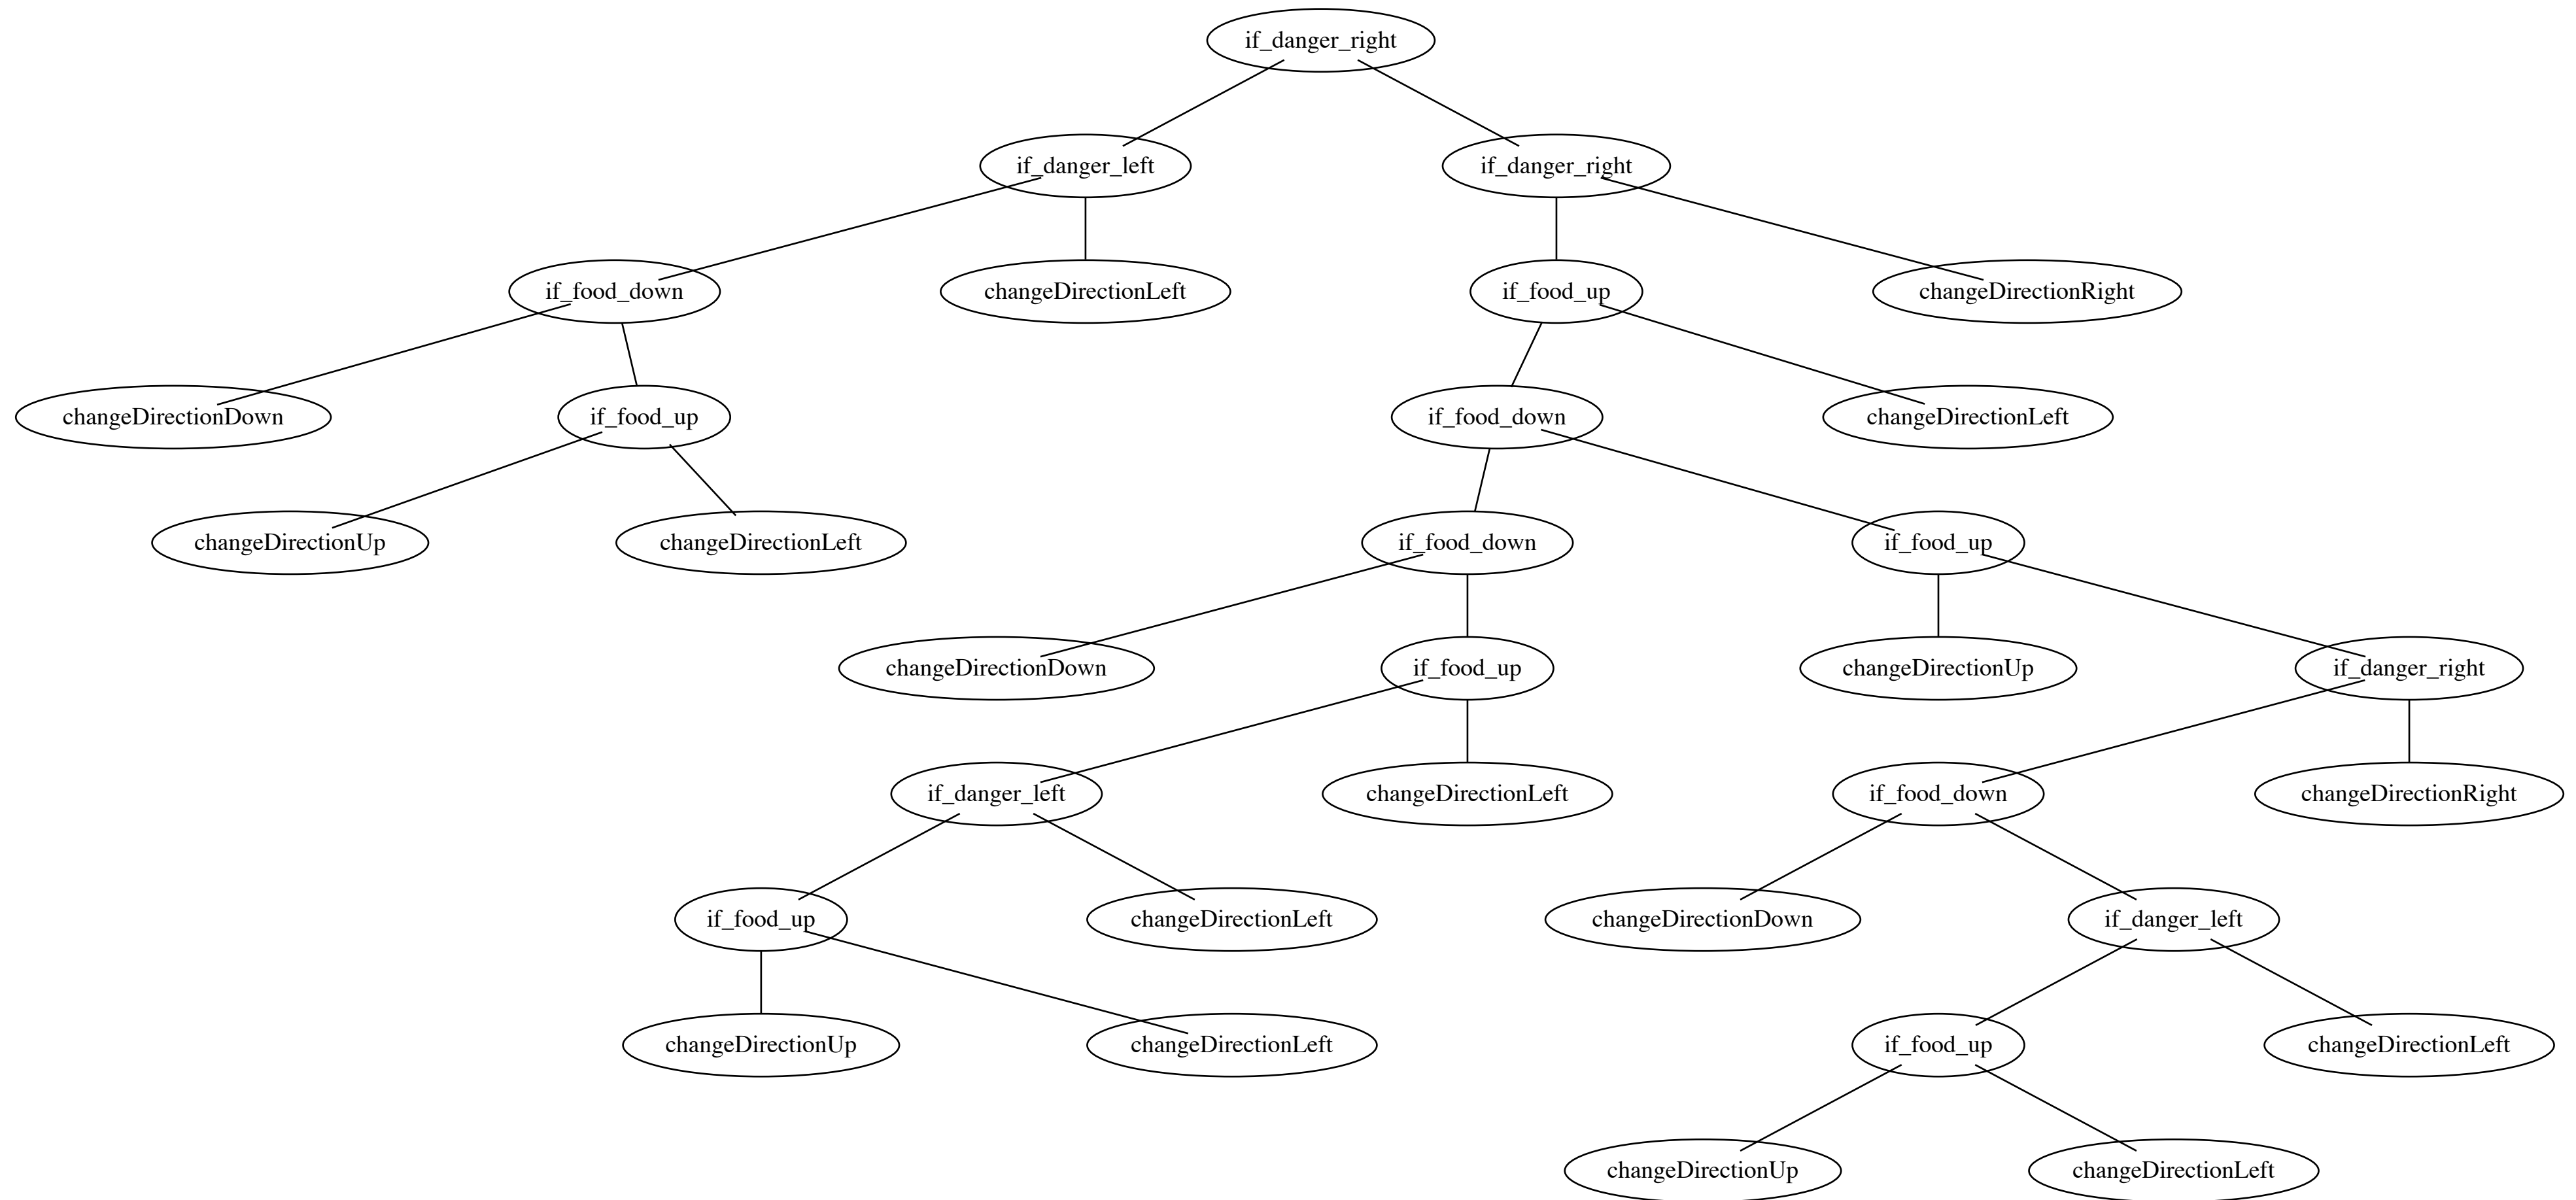 if_danger_right
if_danger_left
if_danger_right
if_food_down
changeDirectionLeft
if_food_up
changeDirectionRight
changeDirectionDown
if_food_up
if_food_down
changeDirectionLeft
changeDirectionUp
changeDirectionLeft
if_food_down
if_food_up
changeDirectionDown
if_food_up
changeDirectionUp
if_danger_right
if_danger_left
changeDirectionLeft
if_food_down
changeDirectionRight
if_food_up
changeDirectionLeft
changeDirectionDown
if_danger_left
changeDirectionUp
changeDirectionLeft
if_food_up
changeDirectionLeft
changeDirectionUp
changeDirectionLeft